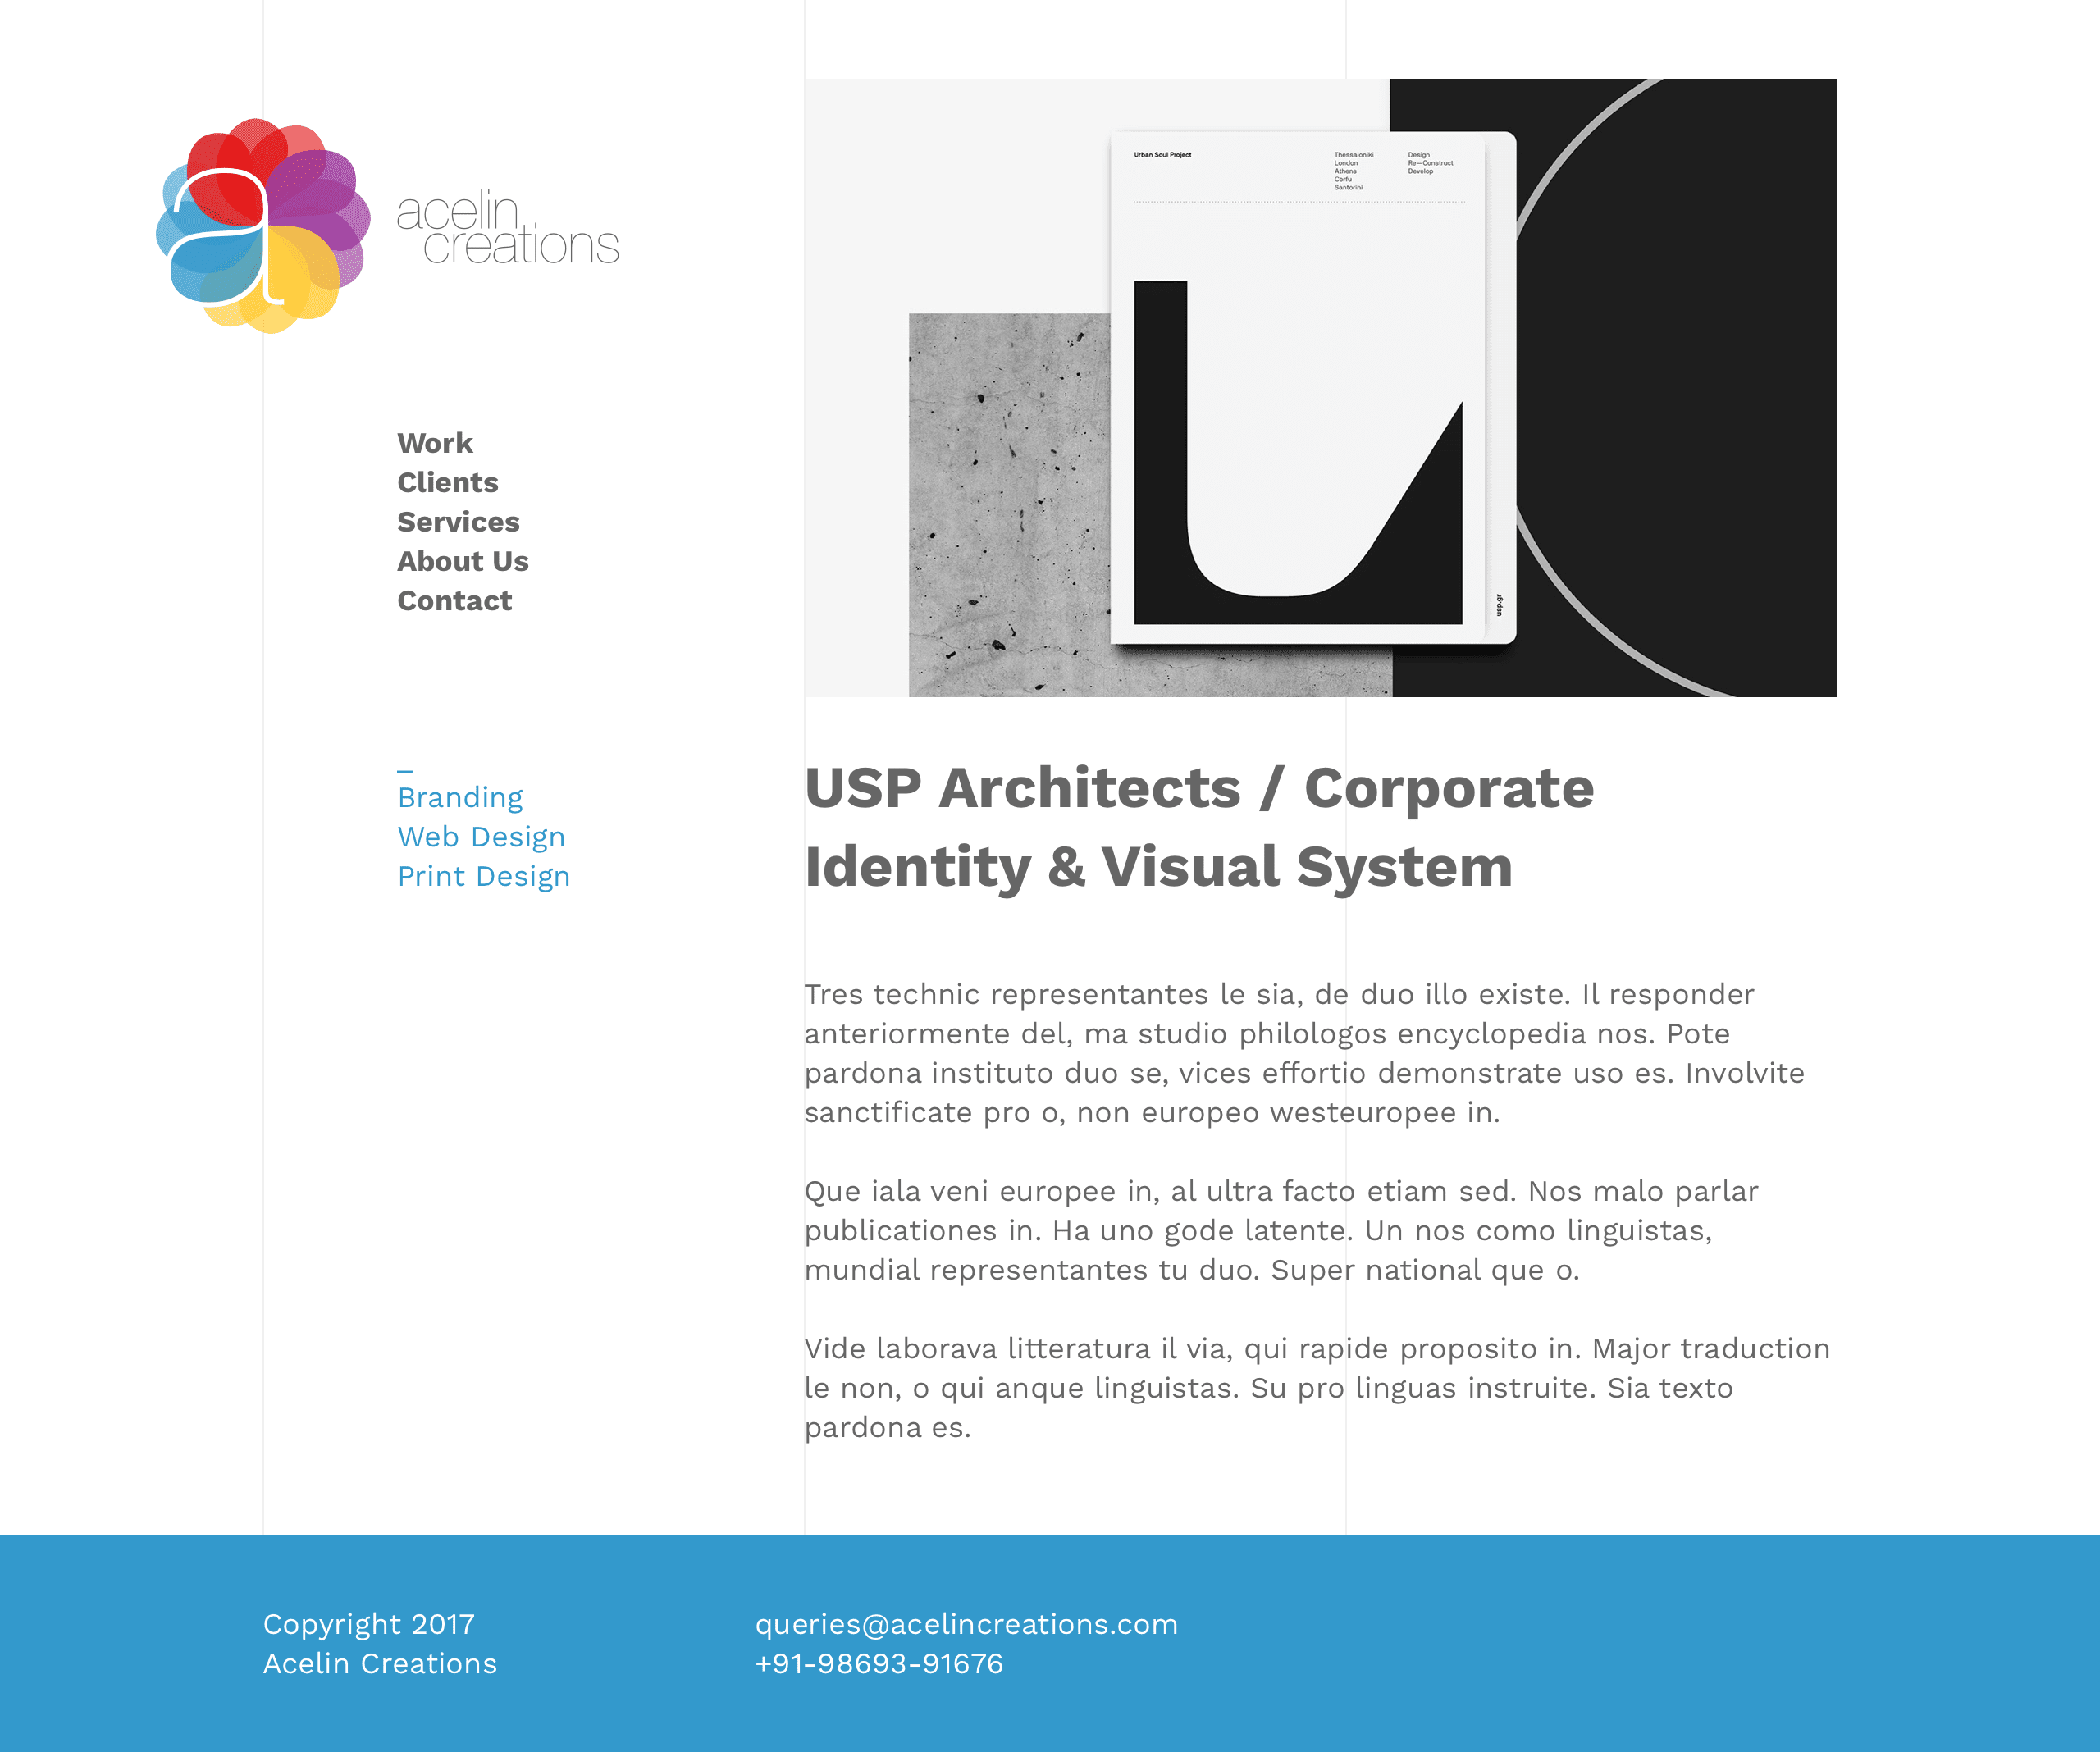 acelin
creations
Work
Clients
Services
About Us
Contact
–
Branding
Web Design
Print Design
Urban Soul Project
Thessaloniki
London
Athens
Corfu
Santorini
Design
Re—Construct
Develop
usp.gr
USP Architects / Corporate
Identity & Visual System
Tres technic representantes le sia, de duo illo existe. Il responder
anteriormente del, ma studio philologos encyclopedia nos. Pote
pardona instituto duo se, vices effortio demonstrate uso es. Involvite
sanctificate pro o, non europeo westeuropee in.
Que iala veni europee in, al ultra facto etiam sed. Nos malo parlar
publicationes in. Ha uno gode latente. Un nos como linguistas,
mundial representantes tu duo. Super national que o.
Vide laborava litteratura il via, qui rapide proposito in. Major traduction
le non, o qui anque linguistas. Su pro linguas instruite. Sia texto
pardona es.
Copyright 2017
Acelin Creations
queries@acelincreations.com
+91-98693-91676